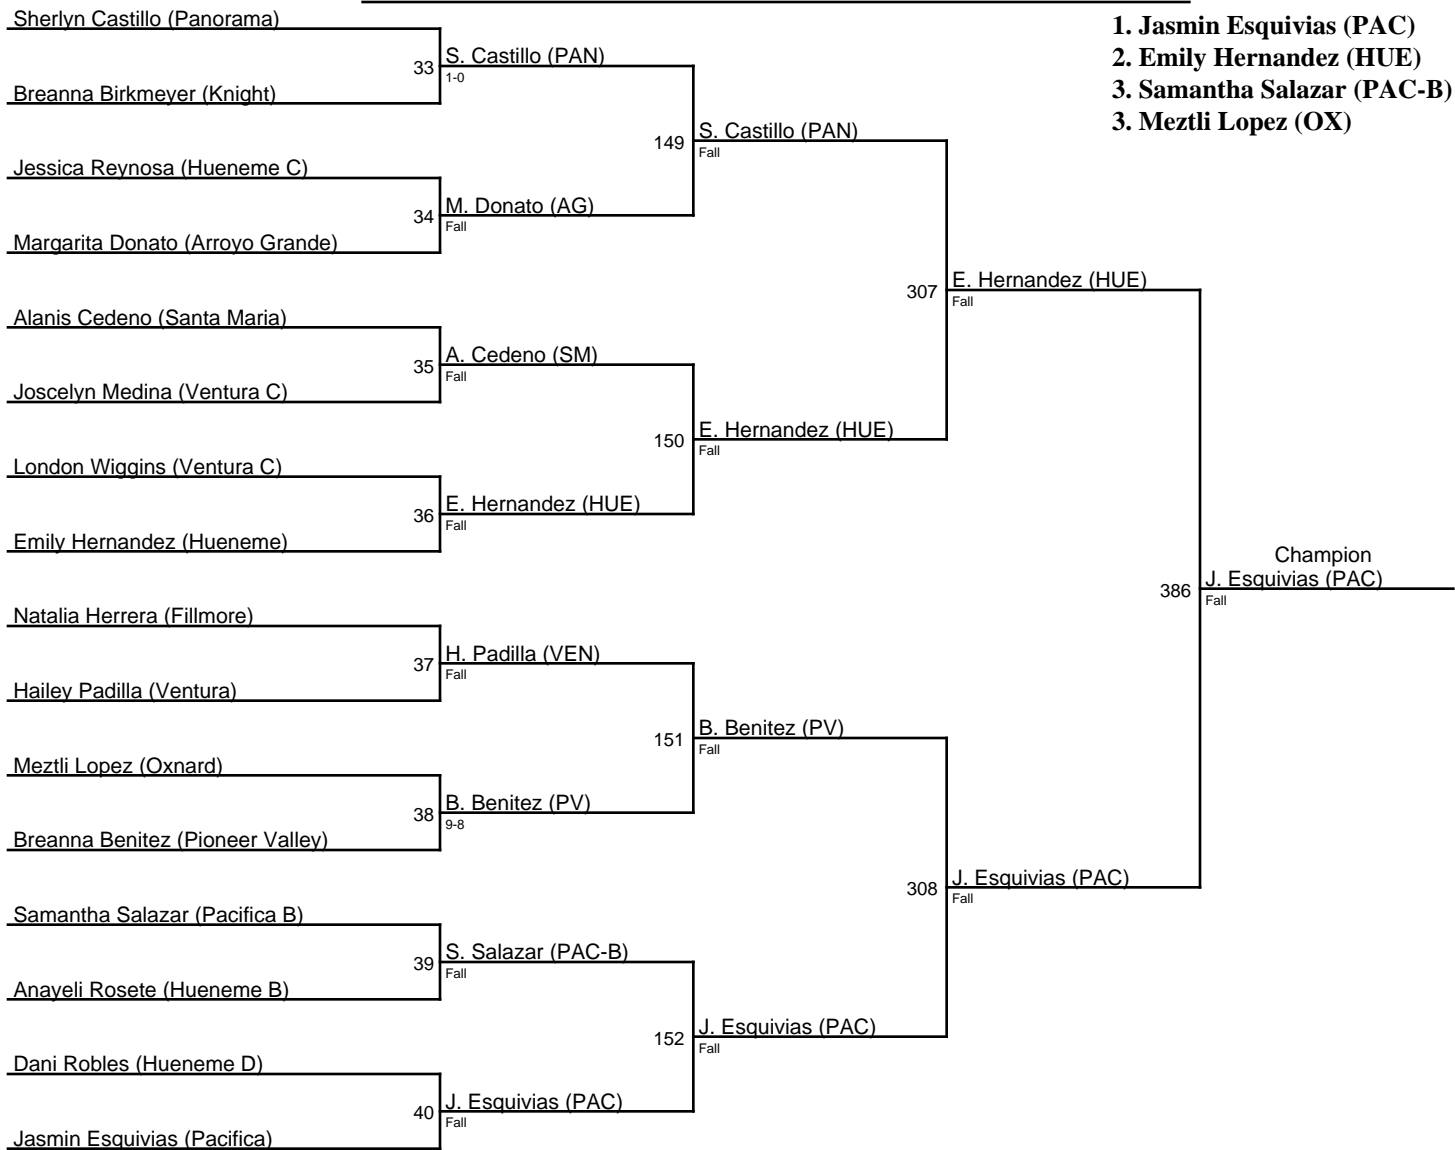 1. Jasmin Esquivias (PAC)
2. Emily Hernandez (HUE)
3. Samantha Salazar (PAC-B)
3. Meztli Lopez (OX)
Sherlyn Castillo (Panorama)
Breanna Birkmeyer (Knight)
Jessica Reynosa (Hueneme C)
Margarita Donato (Arroyo Grande)
Alanis Cedeno (Santa Maria)
Joscelyn Medina (Ventura C)
London Wiggins (Ventura C)
Emily Hernandez (Hueneme)
Natalia Herrera (Fillmore)
Hailey Padilla (Ventura)
Meztli Lopez (Oxnard)
Breanna Benitez (Pioneer Valley)
Samantha Salazar (Pacifica B)
Anayeli Rosete (Hueneme B)
Dani Robles (Hueneme D)
Jasmin Esquivias (Pacifica)
33
S. Castillo (PAN)
1-0
34
M. Donato (AG)
Fall
35
A. Cedeno (SM)
Fall
36
E. Hernandez (HUE)
Fall
37
H. Padilla (VEN)
Fall
38
B. Benitez (PV)
9-8
39
S. Salazar (PAC-B)
Fall
40
J. Esquivias (PAC)
Fall
149
S. Castillo (PAN)
Fall
150
E. Hernandez (HUE)
Fall
151
B. Benitez (PV)
Fall
152
J. Esquivias (PAC)
Fall
307
E. Hernandez (HUE)
Fall
308
J. Esquivias (PAC)
Fall
386
Champion
J. Esquivias (PAC)
Fall